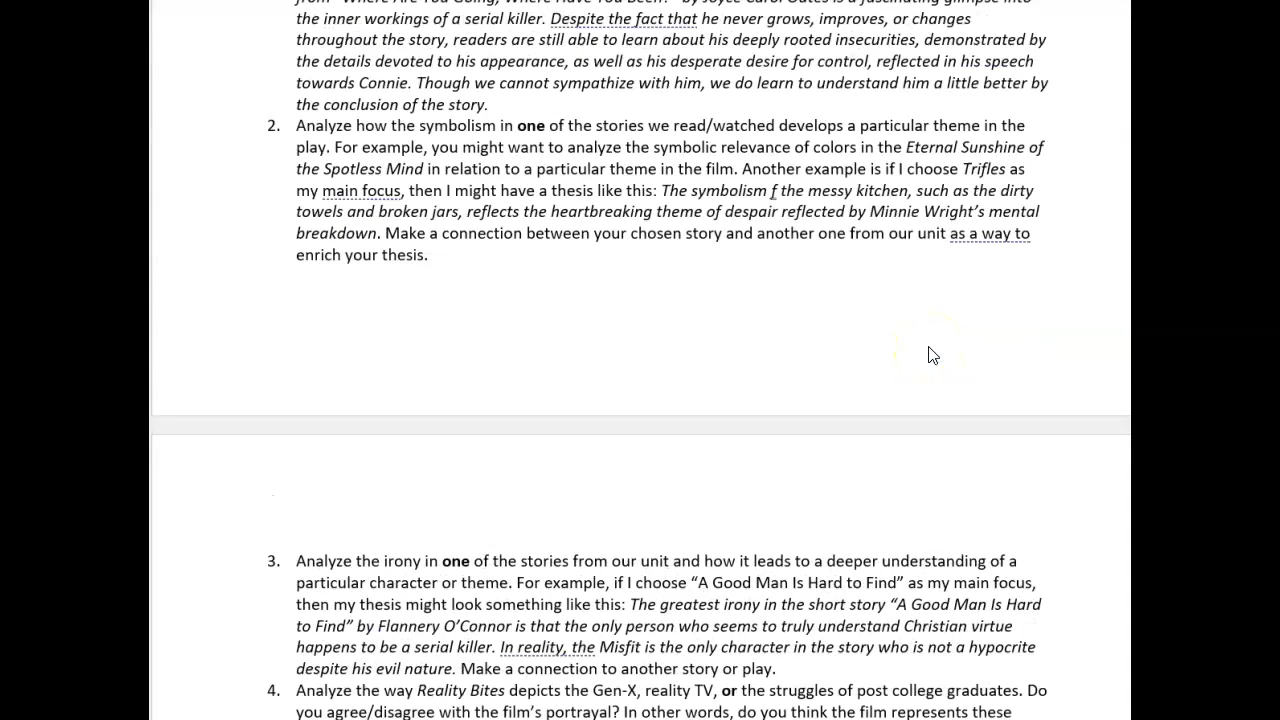 from "Where Are You Going, Where Have You Been?" by Joyce Carol Oates is a fascinating glimpse into
the inner workings of a serial killer. Despite the fact that he never grows, improves, or changes
throughout the story, readers are still able to learn about his deeply rooted insecurities, demonstrated by
the details devoted to his appearance, as well as his desperate desire for control, reflected in his speech
towards Connie. Though we cannot sympathize with him, we do learn to understand him a little better by
the conclusion of the story.
2. Analyze how the symbolism in one of the stories we read/watched develops a particular theme in the
play. For example, you might want to analyze the symbolic relevance of colors in the Eternal Sunshine of
the Spotless Mind in relation to a particular theme in the film. Another example is if I choose Trifles as
my main focus, then I might have a thesis like this: The symbolism f the messy kitchen, such as the dirty
towels and broken jars, reflects the heartbreaking theme of despair reflected by Minnie Wright's mental
breakdown. Make a connection between your chosen story and another one from our unit as a way to
enrich your thesis.
3. Analyze the irony in one of the stories from our unit and how it leads to a deeper understanding of a
particular character or theme. For example, if I choose “A Good Man Is Hard to Find” as my main focus,
then my thesis might look something like this: The greatest irony in the short story “A Good Man Is Hard
to Find” by Flannery O’Connor is that the only person who seems to truly understand Christian virtue
happens to be a serial killer. In reality, the Misfit is the only character in the story who is not a hypocrite
despite his evil nature. Make a connection to another story or play.
4. Analyze the way Reality Bites depicts the Gen-X, reality TV, or the struggles of post college graduates. Do
you agree/disagree with the film’s portrayal? In other words, do you think the film represents these